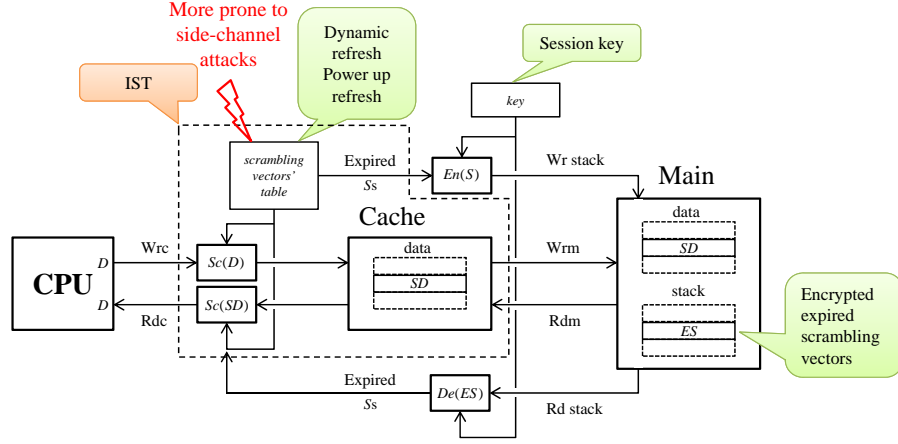 More prone to
side-channel
attacks
Dynamic
refresh
Power up
refresh
Session key
IST
key
scrambling
vectors'
table
Expired
Ss
En(S)
Wr stack
Main
Cache
data
data
SD
CPU
D
Wrc
Sc(D)
SD
Wrm
D
Rdc
Sc(SD)
Rdm
stack
ES
Encrypted
expired
scrambling
vectors
Expired
Ss
De(ES)
Rd stack